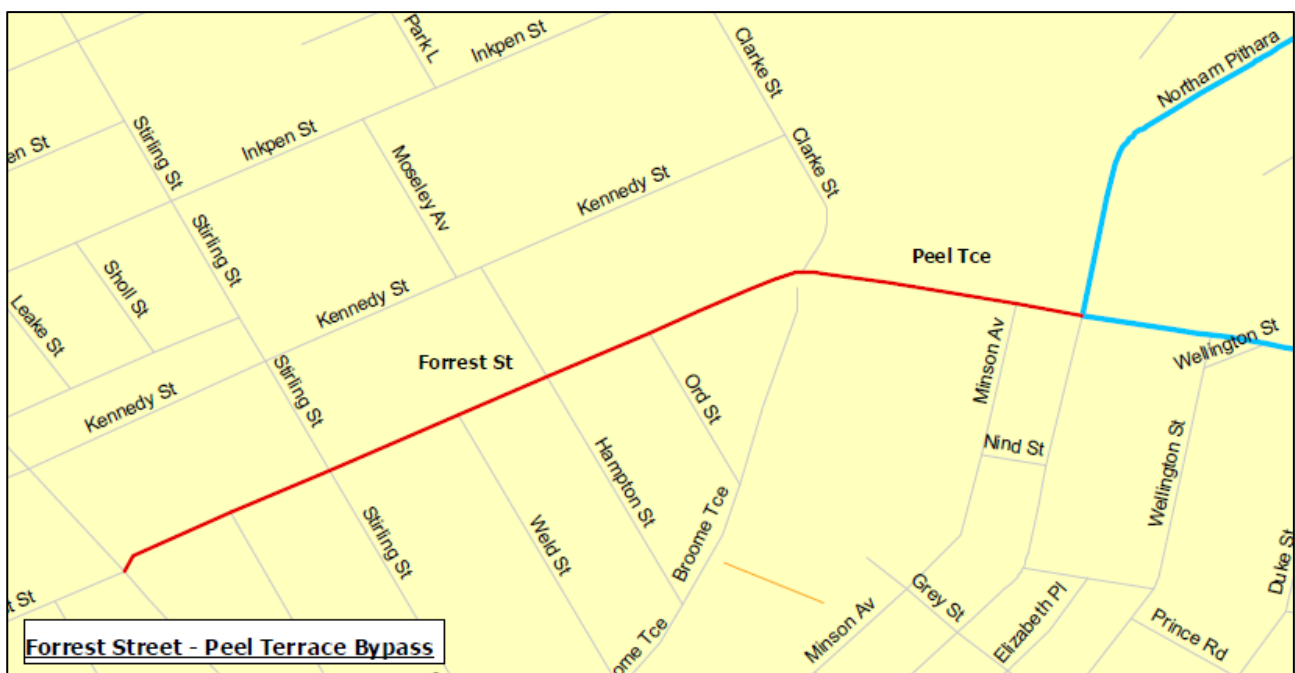 Park L
Inkpen St
Clarke St
Northam Pithara
Stirling St
Inkpen St
en St
Moseley Av
Clarke St
Kennedy St
Stirling St
Peel Tce
Sholl St
Leake St
Kennedy St
Minson Av
Wellington St
Forrest St
Stirling St
Ord St
Kennedy St
Nind St
Hampton St
Wellington St
Stirling St
Weld St
Broome Tce
Duke St
Grey St
Elizabeth Pl
t St
Minson Av
Prince Rd
ome Tce
Forrest Street - Peel Terrace Bypass